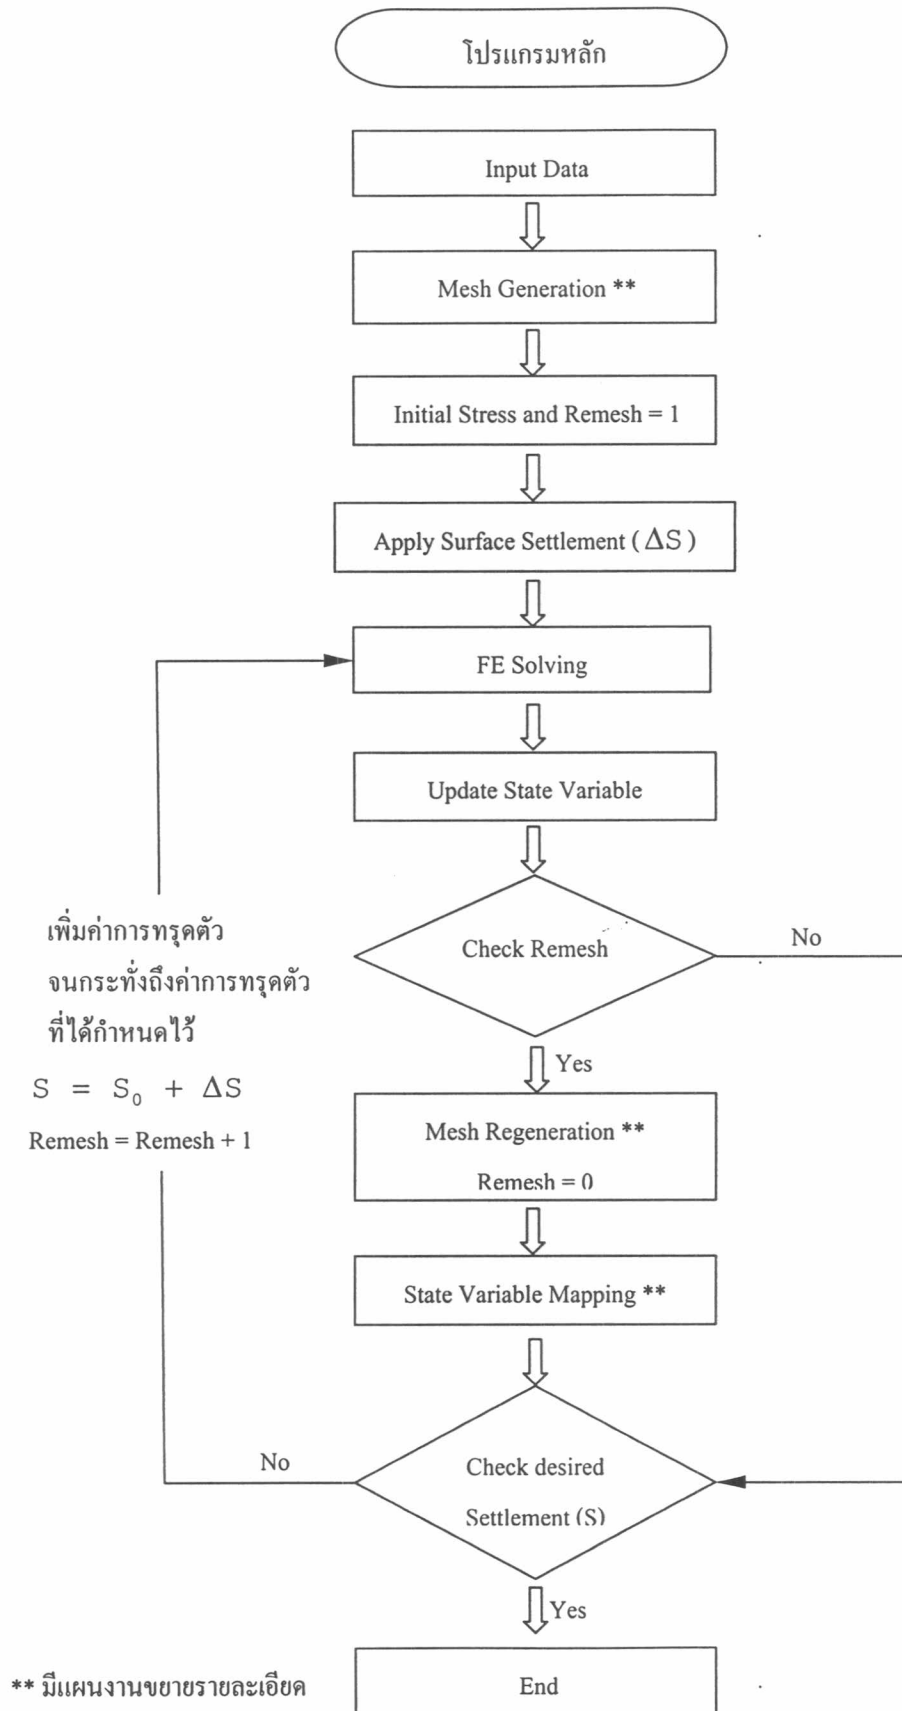 โปรแกรมหลัก
Input Data
Mesh Generation **
Initial Stress and Remesh = 1
Apply Surface Settlement ( ΔS )
FE Solving
Update State Variable
Check Remesh
No
Yes
เพิ่มค่าการทรุดตัว
จนกระทั่งถึงค่าการทรุดตัว
ที่ได้กำหนดไว้
S = S₀ + ΔS
Remesh = Remesh + 1
Mesh Regeneration **
Remesh = 0
State Variable Mapping **
Check desired
Settlement (S)
No
Yes
End
** มีแผนงานขยายรายละเอียด